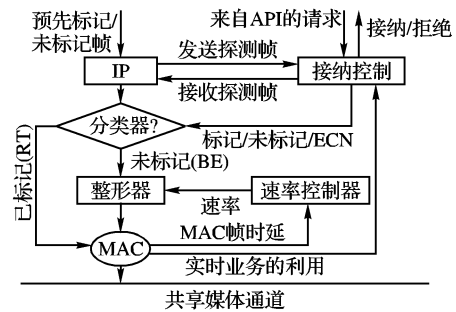 预先标记/
未标记帧
来自API的请求
接纳/拒绝
发送探测帧
IP
接纳控制
接收探测帧
分类器?
标记/未标记/ECN
已标记(RT)
未标记(BE)
整形器
速率控制器
速率
MAC帧时延
MAC
实时业务的利用
共享媒体通道